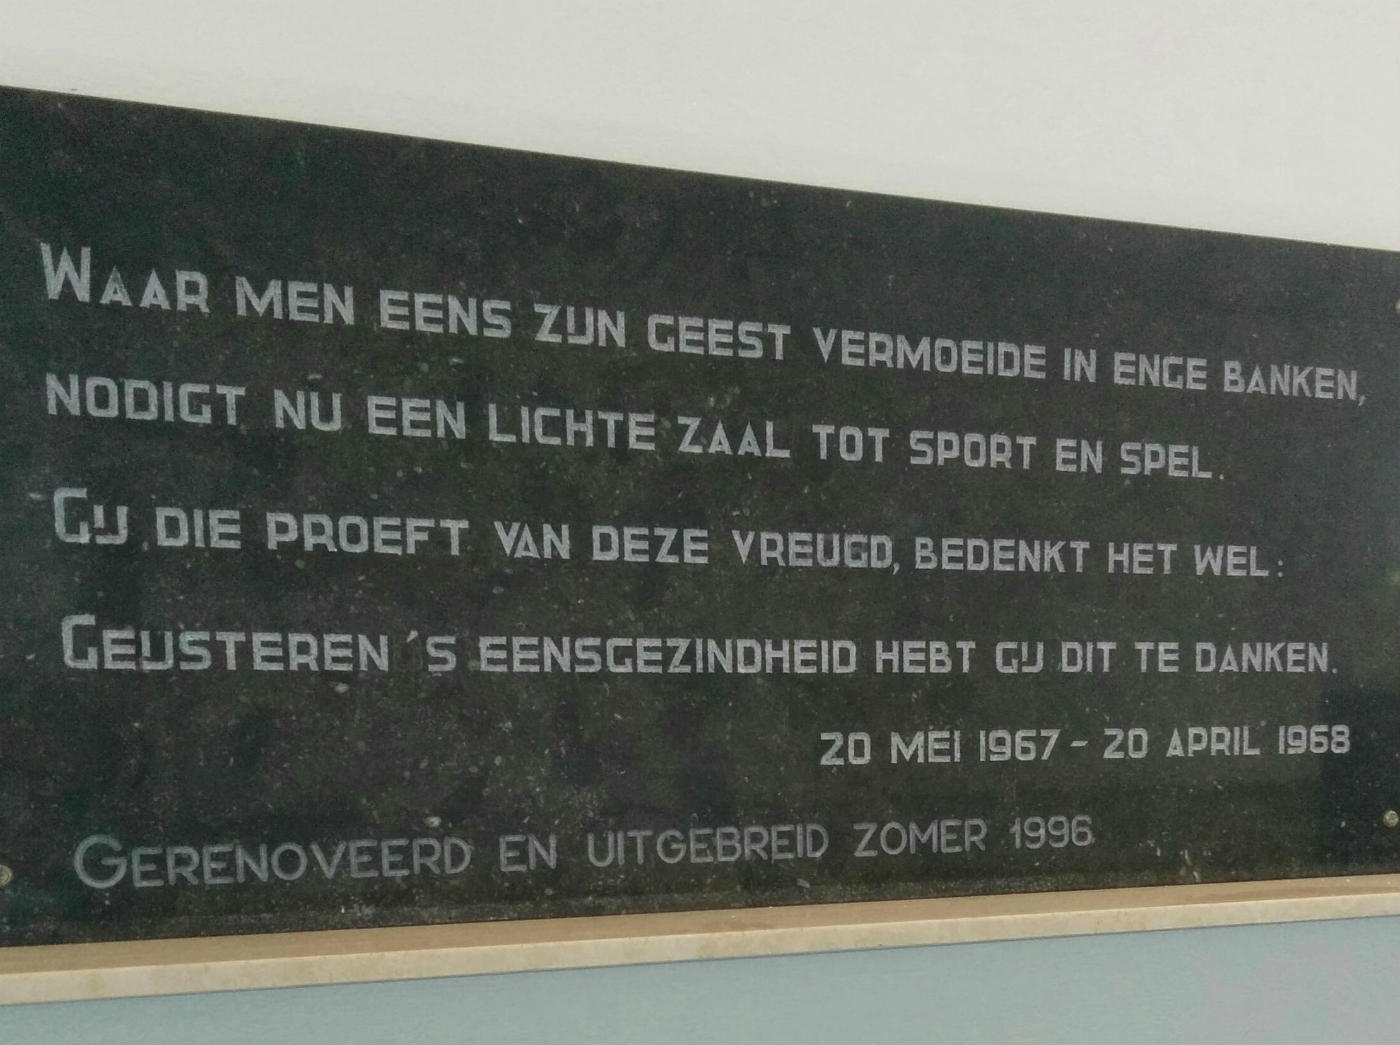 WAAR MEN EENS ZIJN GEEST VERMOEIDE IN ENGE BANKEN,
NODIGT NU EEN LICHTE ZAAL TOT SPORT EN SPEL.
GIJ DIE PROEFT VAN DEZE VREUGD, BEDENKT HET WEL:
GEIJSTEREN 'S EENSGEZINDHEID HEBT GIJ DIT TE DANKEN.
20 MEI 1967 - 20 APRIL 1968
GERENOVEERD EN UITGEBREID ZOMER 1996